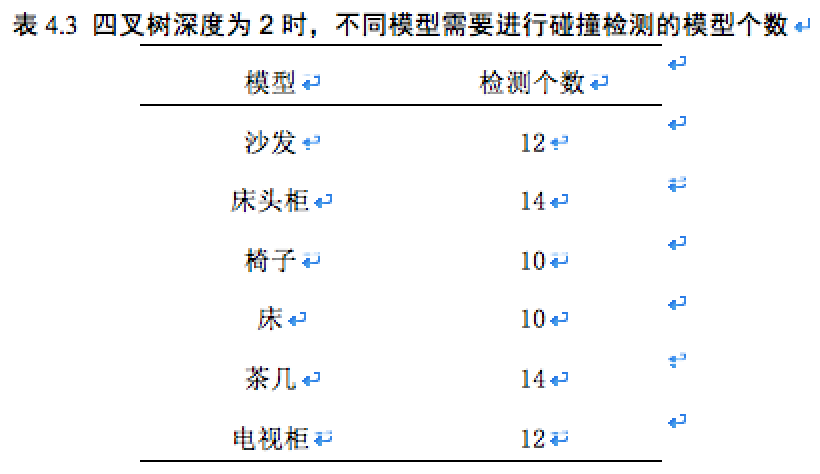 表 4.3 四叉树深度为 2 时，不同模型需要进行碰撞检测的模型个数
模型 检测个数
沙发 12
床头柜 14
椅子 10
床 10
茶几 14
电视柜 12